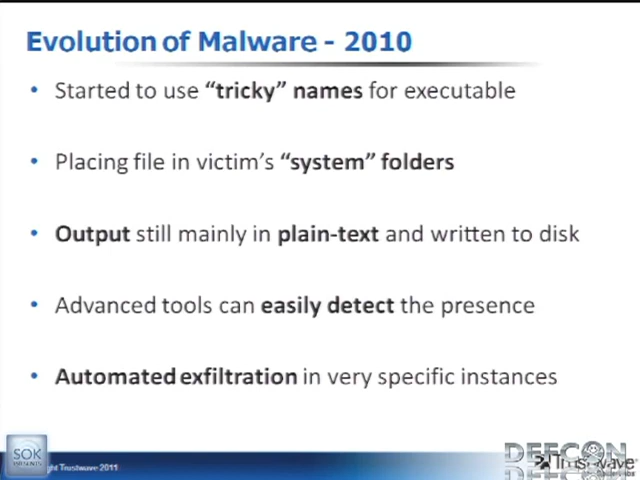 Evolution of Malware - 2010
• Started to use “tricky” names for executable
• Placing file in victim’s “system” folders
• Output still mainly in plain-text and written to disk
• Advanced tools can easily detect the presence
• Automated exfiltration in very specific instances
SOK
Trustwave 2011
DEFCON
Trustwave